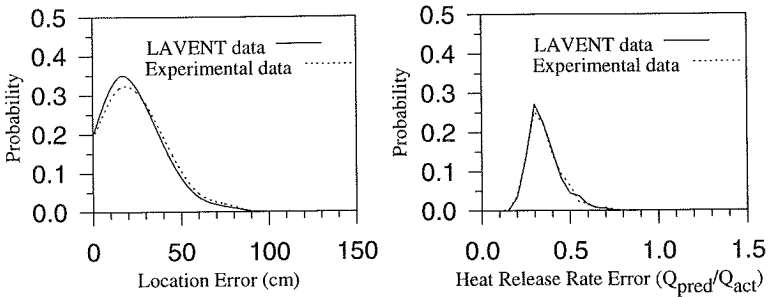 0.5
0.4
0.3
0.2
0.1
0.0
Probability
LAVENT data
Experimental data
0 50 100 150
Location Error (cm)
0.5
0.4
0.3
0.2
0.1
0.0
Probability
LAVENT data
Experimental data
0.0 0.5 1.0 1.5
Heat Release Rate Error (Qpred/Qact)